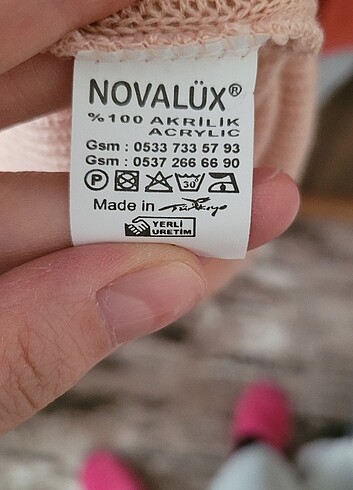 NOVALÜX®
%100 AKRİLİK
ACRYLIC
Gsm : 0533 733 57 93
Gsm : 0537 266 66 90
P 30
Made in Türkiye
YERLİ
ÜRETİM